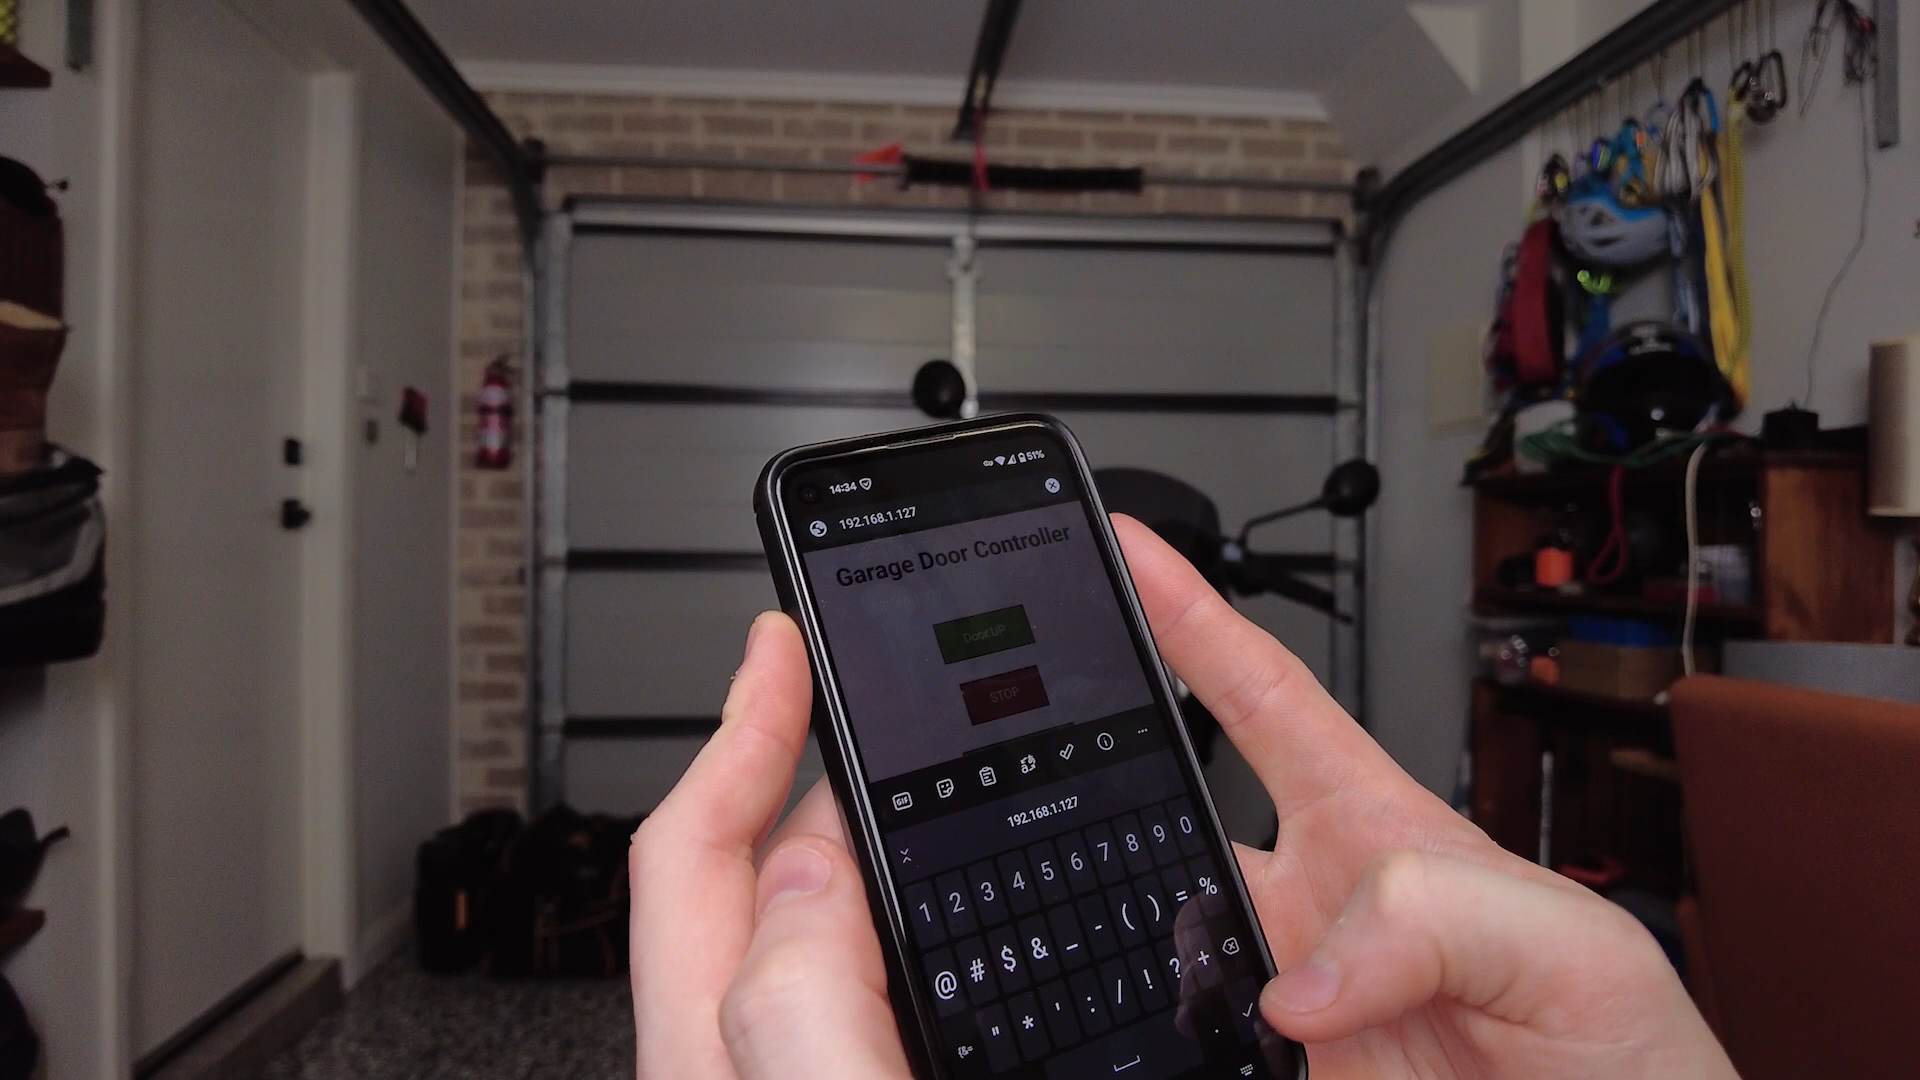 14:34 51%
192.168.1.127
Garage Door Controller
Door UP
STOP
GIF
192.168.1.127
1 2 3 4 5 6 7 8 9 0
@ # $ & _ - ( ) = %
" * ' : / ! ? +
{&= .